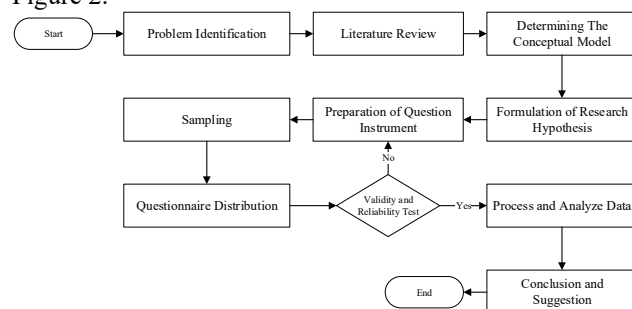 Figure 2.
Start
Problem Identification
Literature Review
Determining The
Conceptual Model
Sampling
Preparation of Question
Instrument
Formulation of Research
Hypothesis
No
Questionnaire Distribution
Validity and
Reliability Test
Yes
Process and Analyze Data
End
Conclusion and
Suggestion